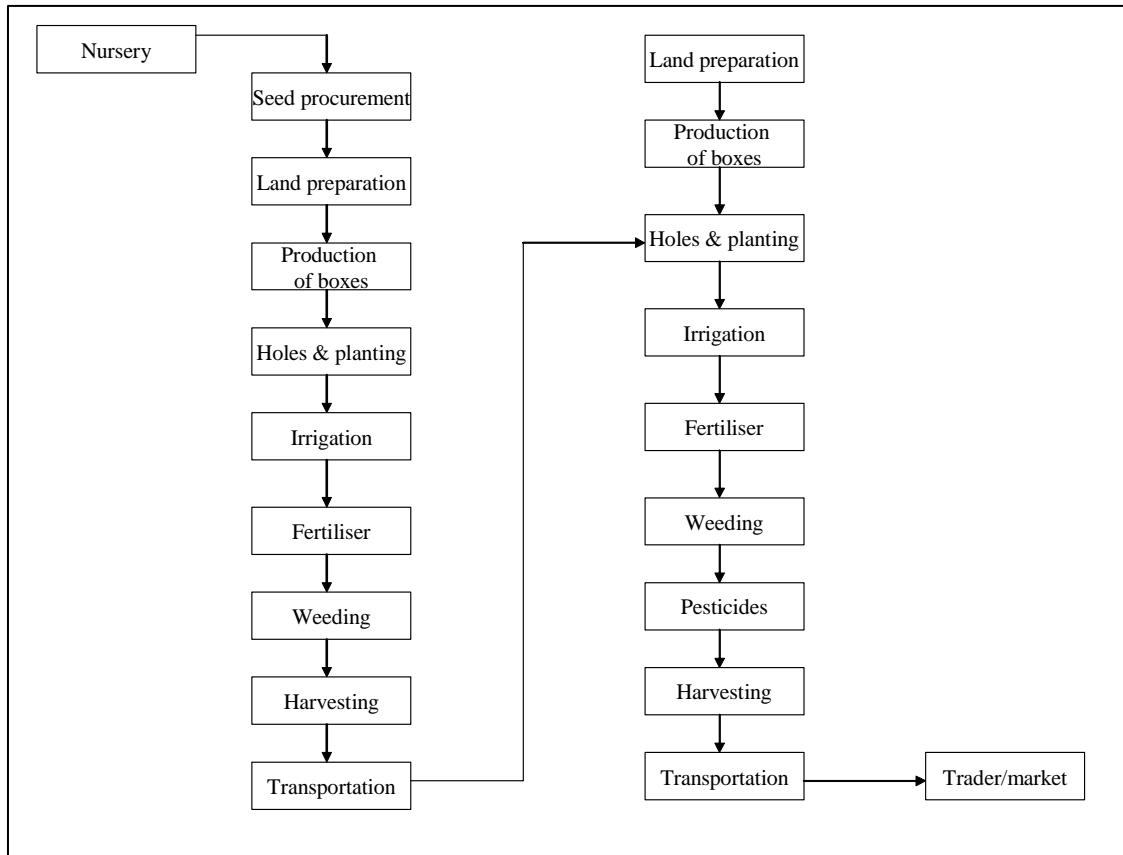 Nursery
Seed procurement
Land preparation
Production
of boxes
Holes & planting
Irrigation
Fertiliser
Weeding
Harvesting
Transportation
Land preparation
Production
of boxes
Holes & planting
Irrigation
Fertiliser
Weeding
Pesticides
Harvesting
Transportation
Trader/market